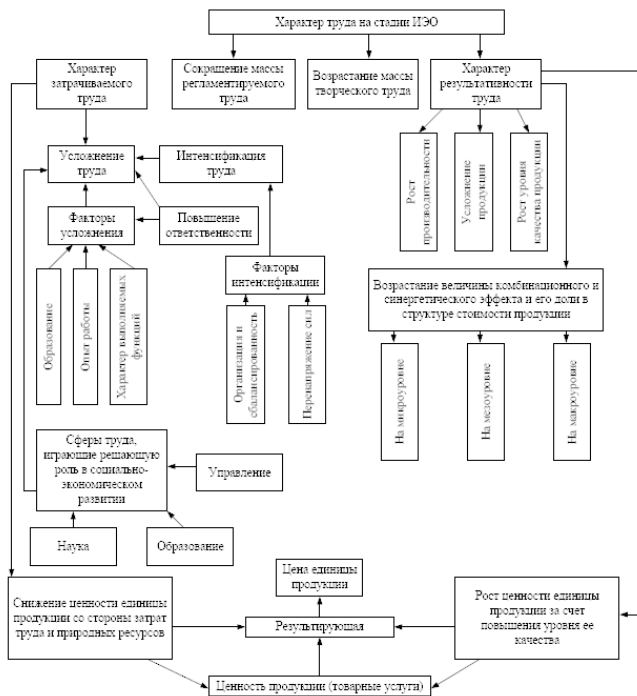 Характер труда на стадии ИЭО
Характер
затрачиваемого
труда
Сокращение массы
регламентируемого
труда
Возрастание массы
творческого труда
Характер
результативности
труда
Усложнение
труда
Интенсификация
труда
Рост
производительности
Усложнение
продукции
Рост уровня
качества продукции
Факторы
усложнения
Повышение
ответственности
Факторы
интенсификации
Возрастание величины комбинационного и
синергетического эффекта и его доли в
структуре стоимости продукции
Образование
Опыт работы
Характер выполняемых
функций
Организация и
сбалансированность
Перенапряжение сил
На микроуровне
На мезоуровне
На макроуровне
Сферы труда,
играющие решающую
роль в социально-
экономическом
развитии
Управление
Наука
Образование
Цена единицы
продукции
Снижение ценности единицы
продукции со стороны затрат
труда и природных ресурсов
Результирующая
Рост ценности единицы
продукции за счет
повышения уровня ее
качества
Ценность продукции (товарные услуги)